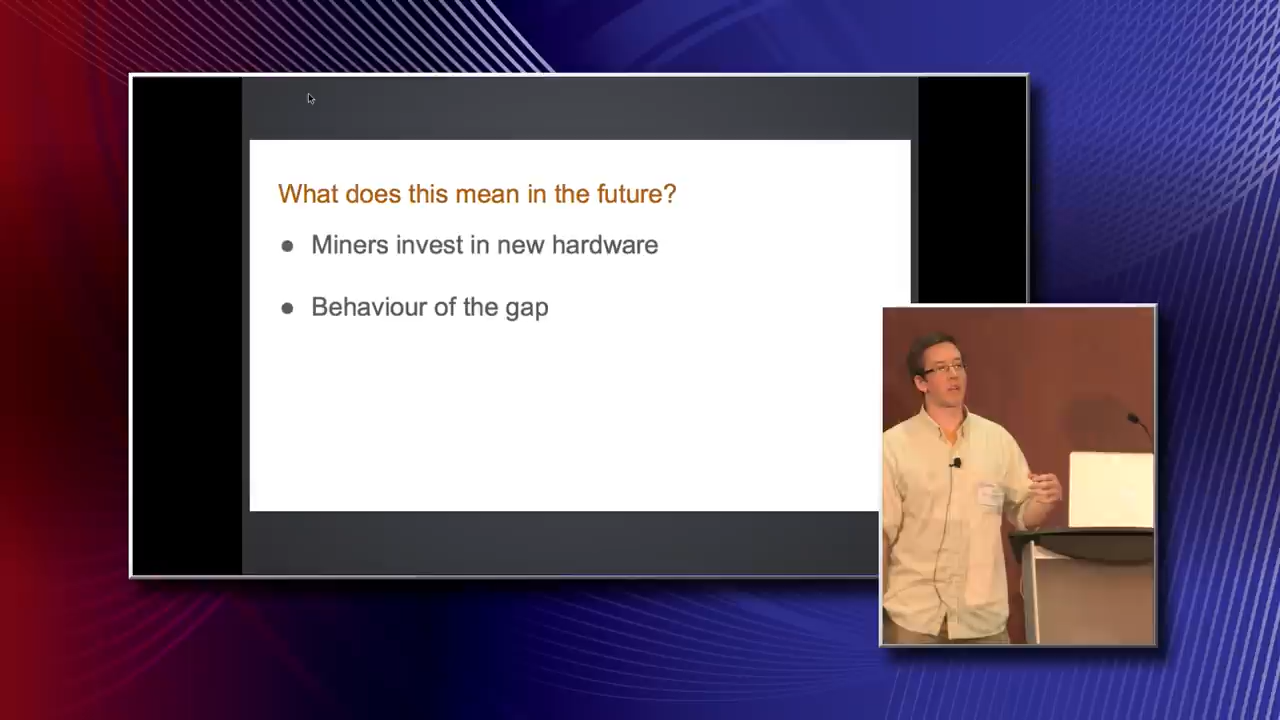 What does this mean in the future?
● Miners invest in new hardware
● Behaviour of the gap